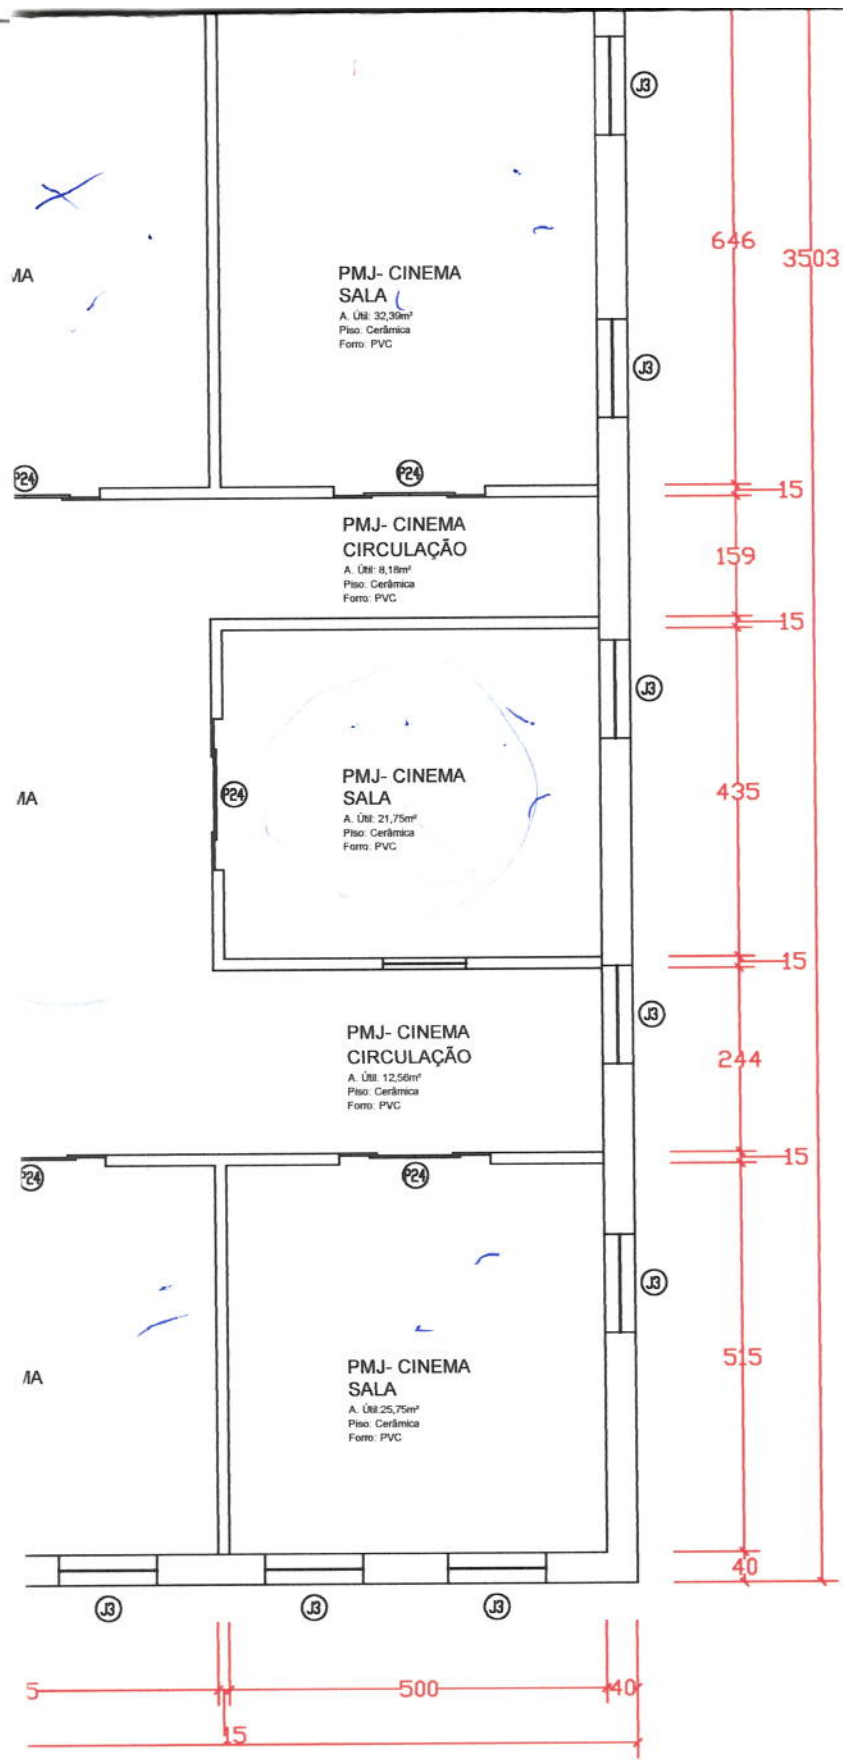 J3
646
3503
MA
PMJ- CINEMA
SALA
A. Útil: 32,39m²
Piso: Cerâmica
Forro: PVC
J3
P24
P24
15
PMJ- CINEMA
CIRCULAÇÃO
A. Útil: 8,18m²
Piso: Cerâmica
Forro: PVC
159
15
J3
MA
P24
PMJ- CINEMA
SALA
A. Útil: 21,75m²
Piso: Cerâmica
Forro: PVC
435
15
J3
PMJ- CINEMA
CIRCULAÇÃO
A. Útil: 12,56m²
Piso: Cerâmica
Forro: PVC
244
15
P24
P24
J3
515
MA
PMJ- CINEMA
SALA
A. Útil:25,75m²
Piso: Cerâmica
Forro: PVC
40
J3
J3
J3
5
500
40
15